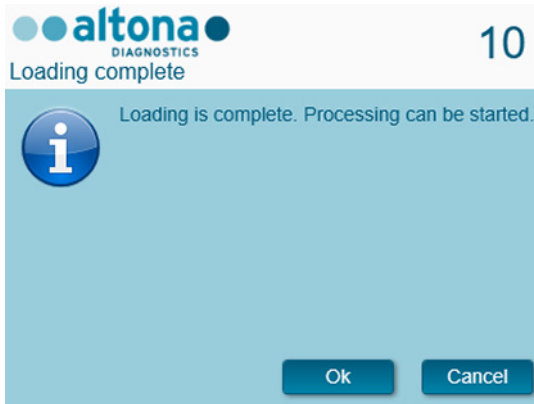 altona
DIAGNOSTICS
10
Loading complete
Loading is complete. Processing can be started.
Ok
Cancel